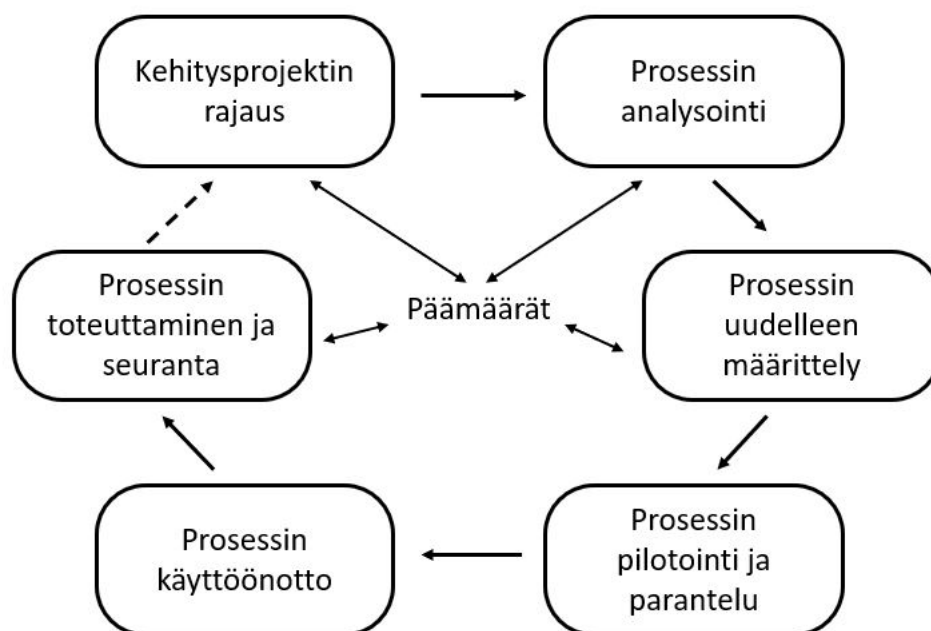 Kehitysprojektin
rajaus
Prosessin
analysointi
Prosessin
toteuttaminen ja
seuranta
Päämäärät
Prosessin
uudelleen
määrittely
Prosessin
käyttöönotto
Prosessin
pilotointi ja
parantelu